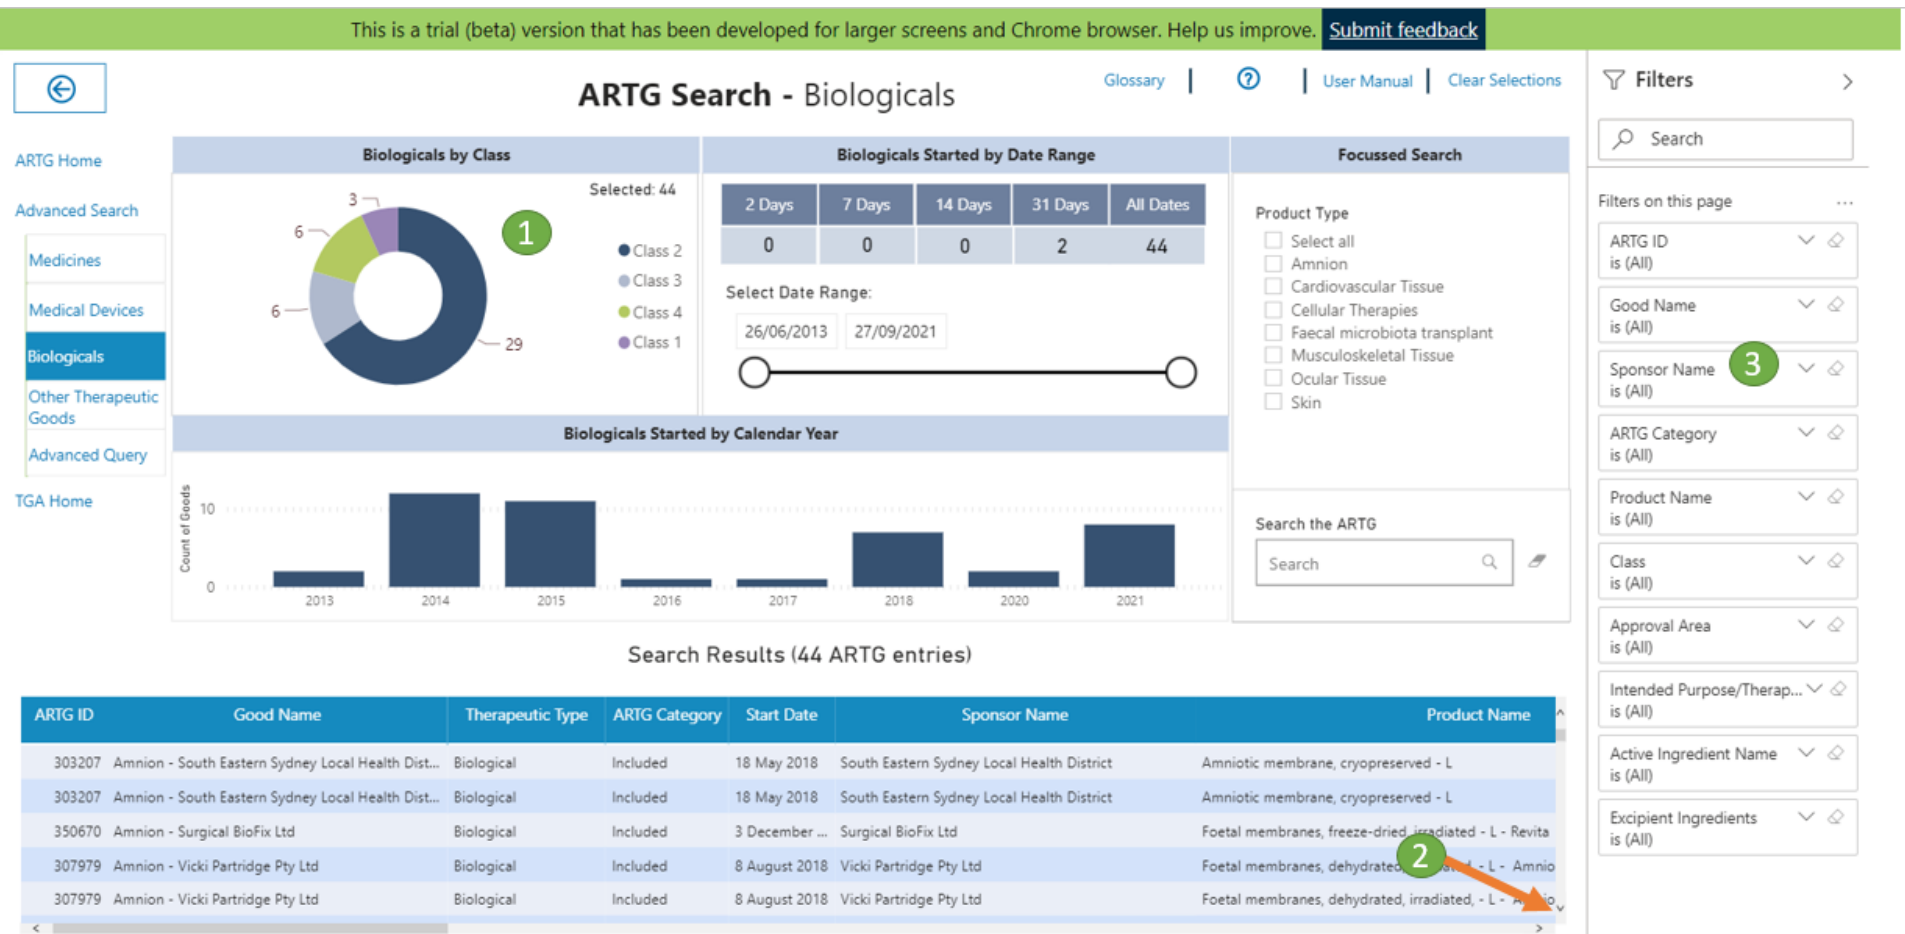 This is a trial (beta) version that has been developed for larger screens and Chrome browser. Help us improve. Submit feedback
ARTG Search - Biologicals
Glossary
User Manual
Clear Selections
ARTG Home
Advanced Search
Medicines
Medical Devices
Biologicals
Other Therapeutic
Goods
Advanced Query
TGA Home
Biologicals by Class
Selected: 44
3
6
6
29
1
Class 2
Class 3
Class 4
Class 1
Biologicals Started by Date Range
2 Days 7 Days 14 Days 31 Days All Dates
0 0 0 2 44
Select Date Range:
26/06/2013 27/09/2021
Focussed Search
Product Type
Select all
Amnion
Cardiovascular Tissue
Cellular Therapies
Faecal microbiota transplant
Musculoskeletal Tissue
Ocular Tissue
Skin
Biologicals Started by Calendar Year
Count of Goods
10
0
2013 2014 2015 2016 2017 2018 2020 2021
Search the ARTG
Search
Search Results (44 ARTG entries)
ARTG ID Good Name Therapeutic Type ARTG Category Start Date Sponsor Name Product Name
303207 Amnion - South Eastern Sydney Local Health Dist... Biological Included 18 May 2018 South Eastern Sydney Local Health District Amniotic membrane, cryopreserved - L
303207 Amnion - South Eastern Sydney Local Health Dist... Biological Included 18 May 2018 South Eastern Sydney Local Health District Amniotic membrane, cryopreserved - L
350670 Amnion - Surgical BioFix Ltd Biological Included 3 December ... Surgical BioFix Ltd Foetal membranes, freeze-dried, irradiated - L - Revita
307979 Amnion - Vicki Partridge Pty Ltd Biological Included 8 August 2018 Vicki Partridge Pty Ltd Foetal membranes, dehydrated, - L - Amnio
307979 Amnion - Vicki Partridge Pty Ltd Biological Included 8 August 2018 Vicki Partridge Pty Ltd Foetal membranes, dehydrated, irradiated, - L -
2
Filters
Search
Filters on this page
ARTG ID
is (All)
Good Name
is (All)
Sponsor Name
is (All)
3
ARTG Category
is (All)
Product Name
is (All)
Class
is (All)
Approval Area
is (All)
Intended Purpose/Therap...
is (All)
Active Ingredient Name
is (All)
Excipient Ingredients
is (All)